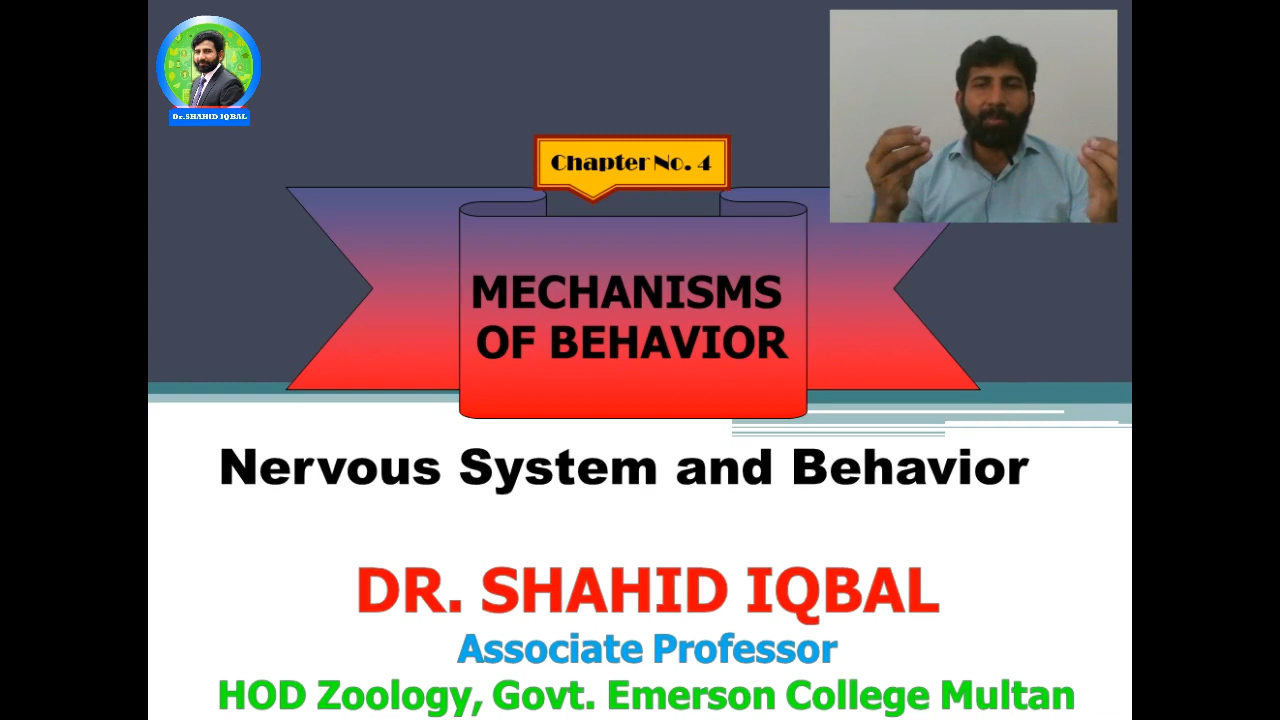 Dr.SHAHID IQBAL
Chapter No. 4
MECHANISMS
OF BEHAVIOR
Nervous System and Behavior
DR. SHAHID IQBAL
Associate Professor
HOD Zoology, Govt. Emerson College Multan